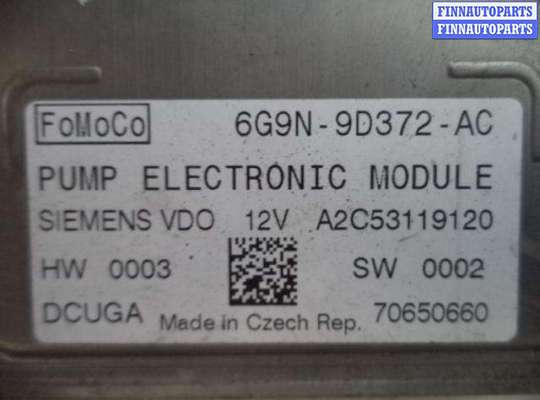 FINNAUTOPARTS
FINNAUTOPARTS
FoMoCo 6G9N-9D372-AC
PUMP ELECTRONIC MODULE
SIEMENS VDO 12V A2C53119120
HW 0003 SW 0002
DCUGA Made in Czech Rep. 70650660